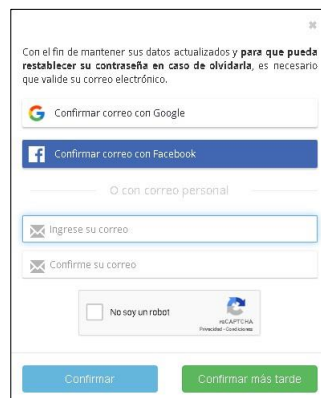 Con el fin de mantener sus datos actualizados y para que pueda
restablecer su contraseña en caso de olvidarla, es necesario
que valide su correo electrónico.
Confirmar correo con Google
Confirmar correo con Facebook
O con correo personal
Ingrese su correo
Confirme su correo
No soy un robot
reCAPTCHA
Privacidad - Condiciones
Confirmar
Confirmar más tarde